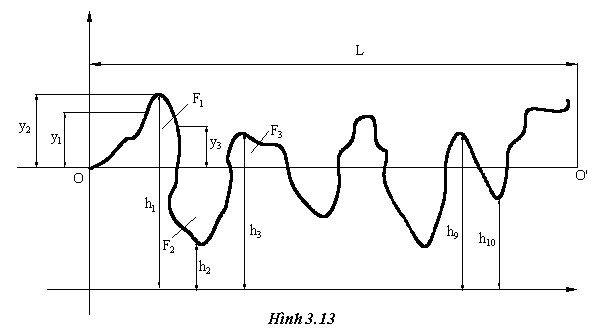 L
F₁
y₂
y₁
y₃
F₃
O
O'
h₁
F₂
h₂
h₃
h₉
h₁₀
Hình 3.13